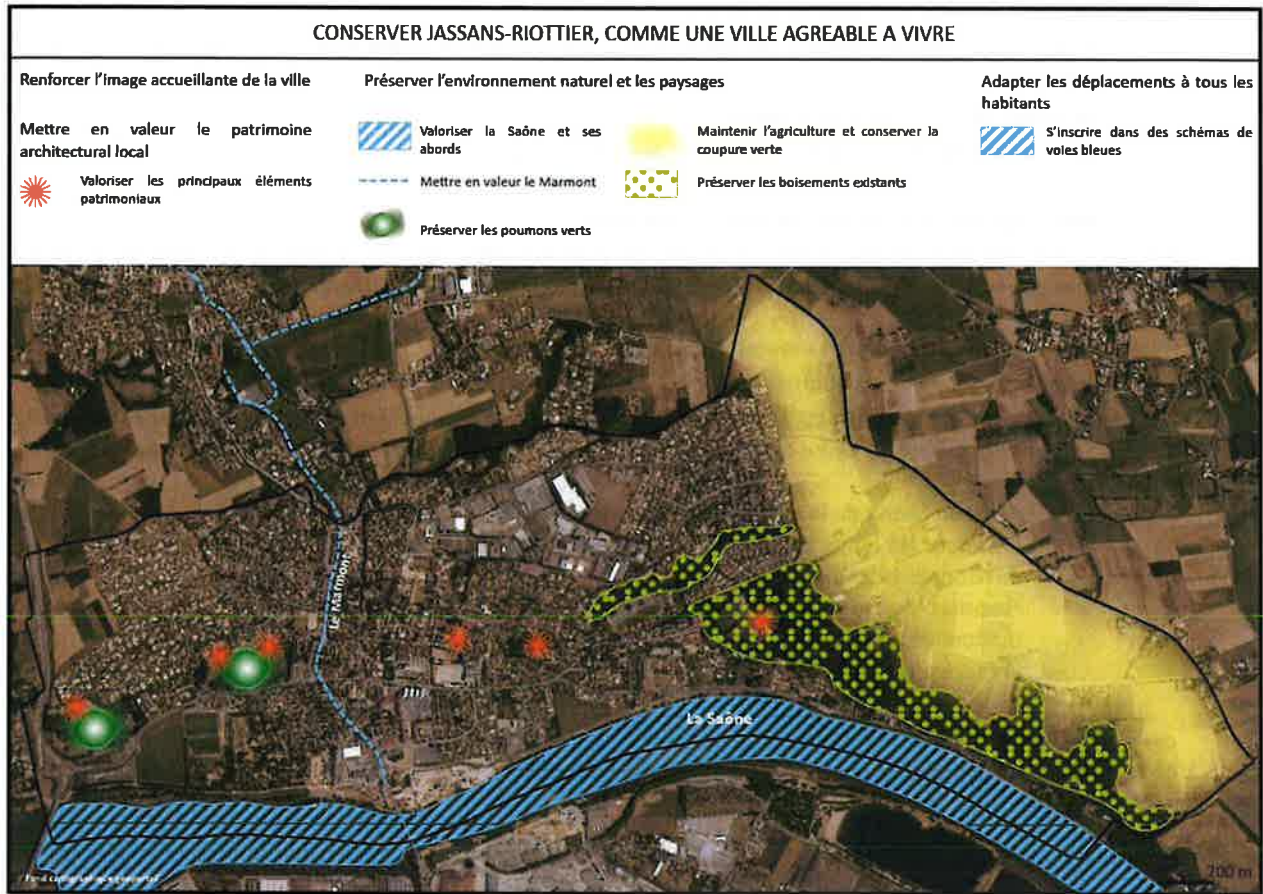 CONSERVER JASSANS-RIOTTIER, COMME UNE VILLE AGREABLE A VIVRE
Renforcer l'image accueillante de la ville
Mettre en valeur le patrimoine
architectural local
Valoriser les principaux éléments
patrimoniaux
Préserver l'environnement naturel et les paysages
Valoriser la Saône et ses
abords
Mettre en valeur le Marmont
Préserver les poumons verts
Maintenir l'agriculture et conserver la
coupure verte
Préserver les boisements existants
Adapter les déplacements à tous les
habitants
S'inscrire dans des schémas de
voies bleues
Le Marmont
La Saône
200 m